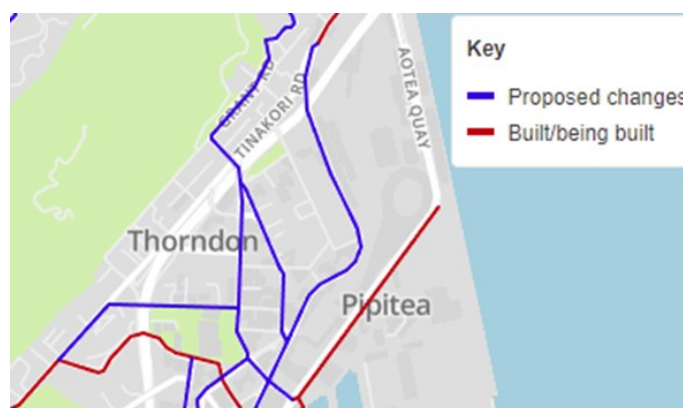 Key
Proposed changes
Built/being built
AOTEA QUAY
GRANT RD
TINAKORI RD
Thorndon
Pipitea